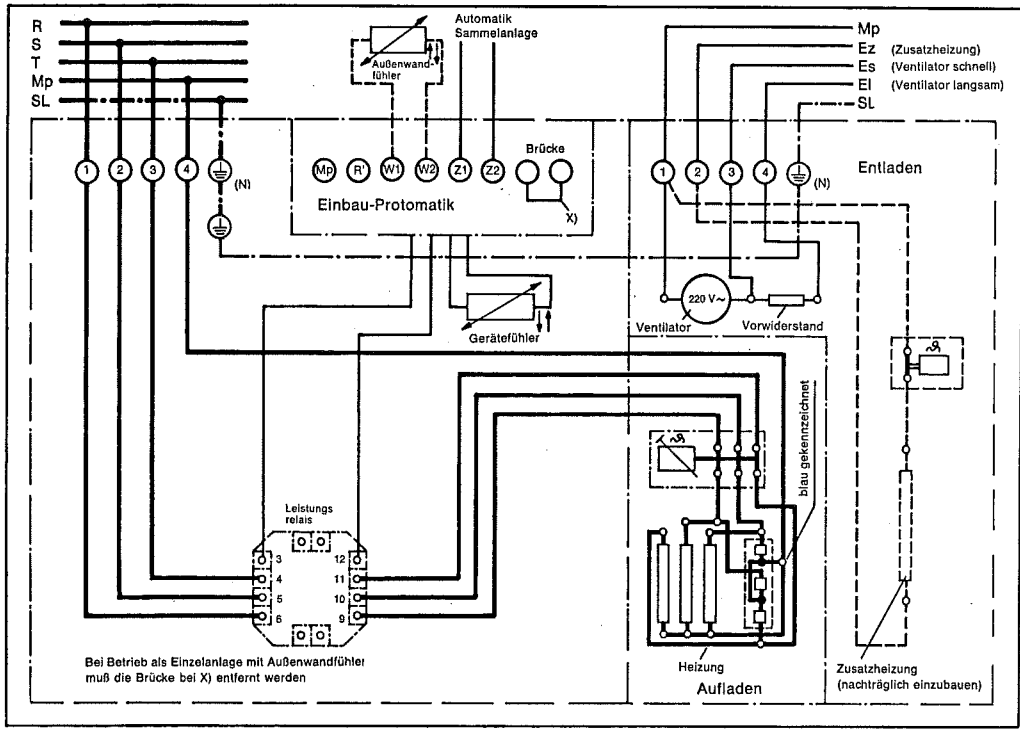 R
S
T
Mp
SL
Außenwand-
fühler
Automatik
Sammelanlage
Mp
Ez (Zusatzheizung)
Es (Ventilator schnell)
El (Ventilator langsam)
SL
1 2 3 4 (N)
Mp R' W1 W2 Z1 Z2
Brücke
X)
Einbau-Protomatik
1 2 3 4 (N)
Entladen
Gerätefühler
220 V~
Ventilator
Vorwiderstand
blau gekennzeichnet
Leistungs
relais
3 12
4 11
5 10
6 9
Bei Betrieb als Einzelanlage mit Außenwandfühler
muß die Brücke bei X) entfernt werden
Heizung
Aufladen
Zusatzheizung
(nachträglich einzubauen)